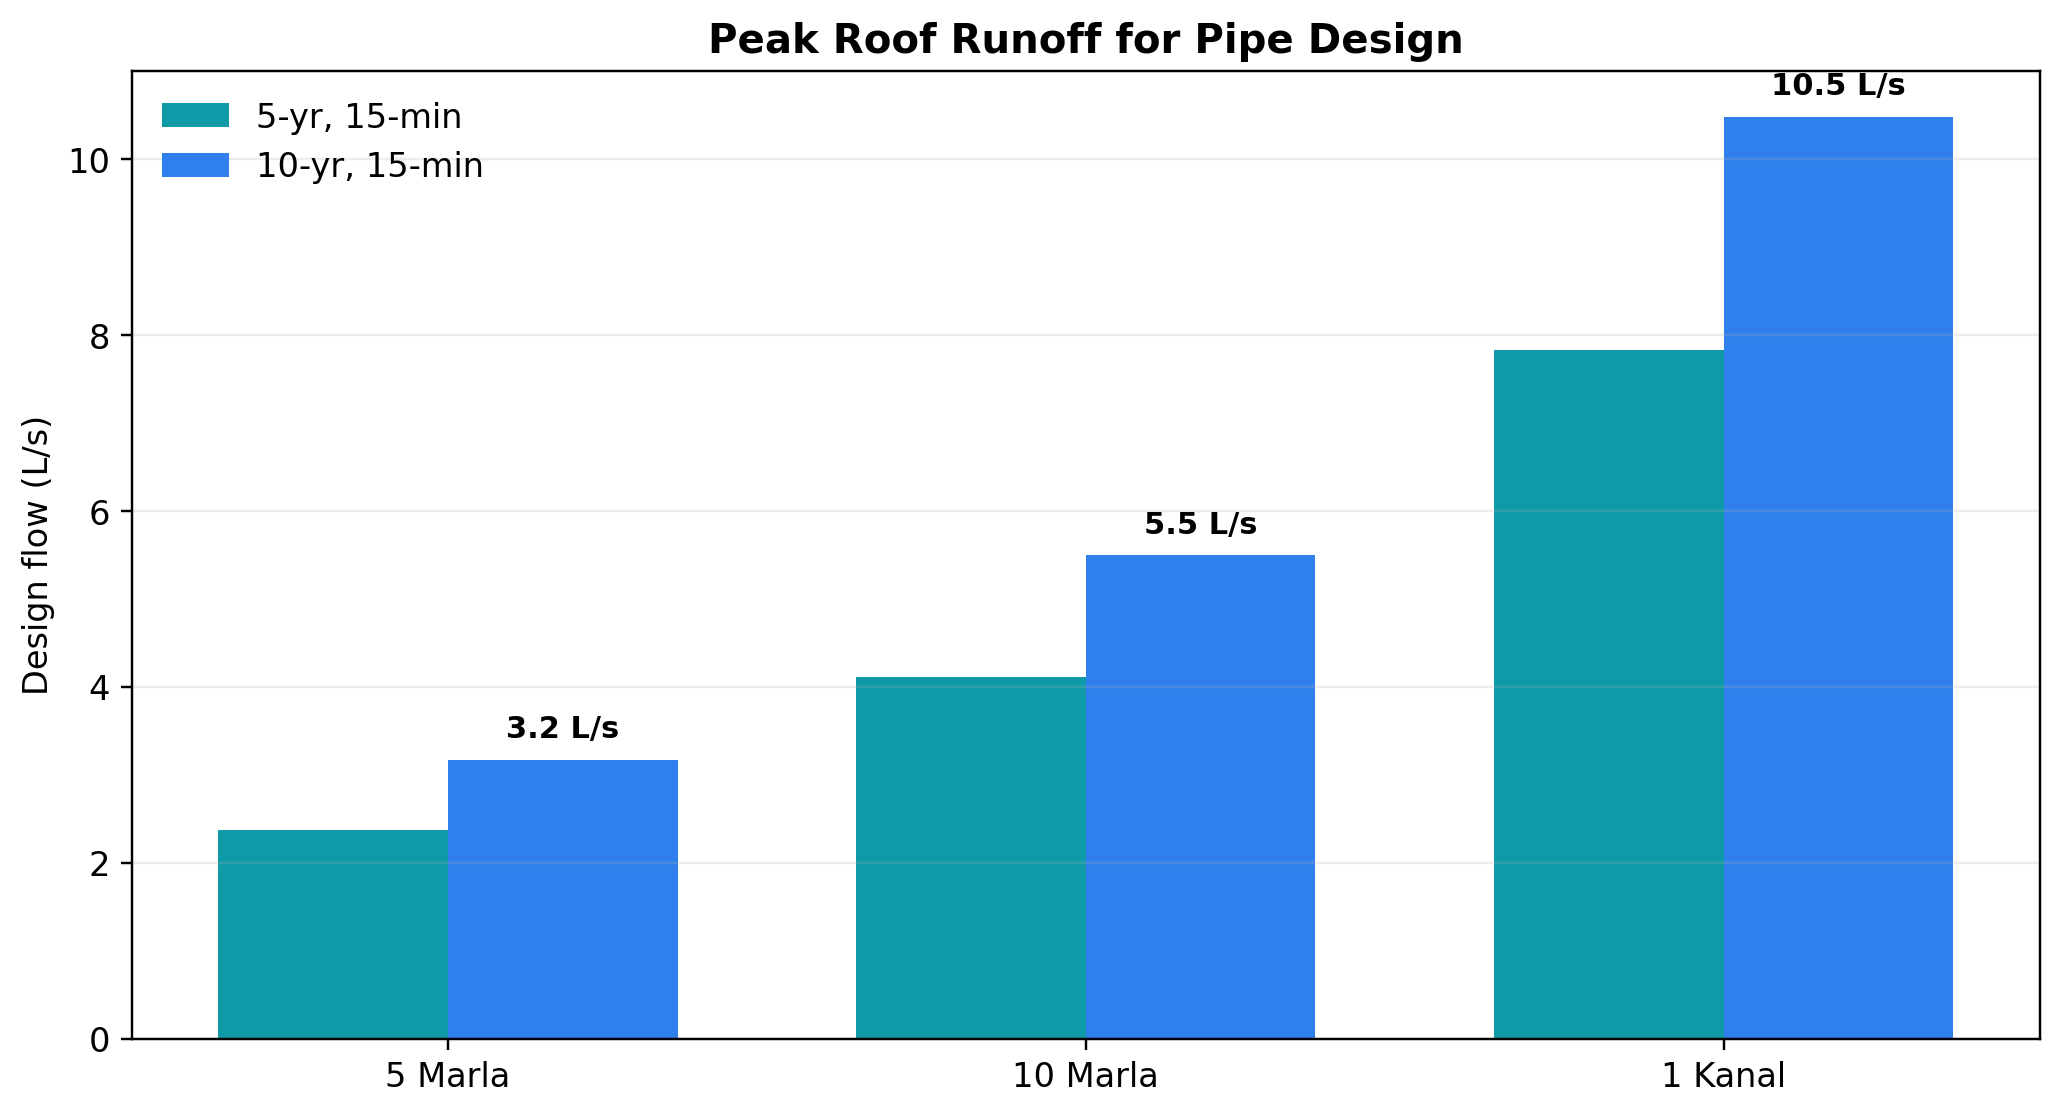 Peak Roof Runoff for Pipe Design
5-yr, 15-min
10-yr, 15-min
10.5 L/s
5.5 L/s
3.2 L/s
Design flow (L/s)
10
8
6
4
2
0
5 Marla
10 Marla
1 Kanal